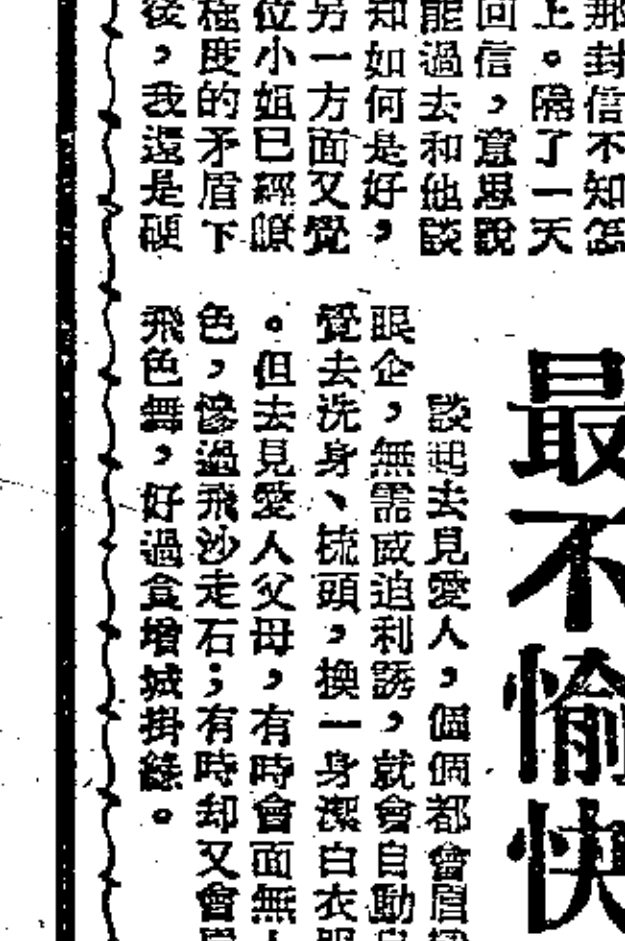 那封信不知怎
上。隔了一天
回信,意思說
能過去和他談
知如何是好,
另一方面又覺
位小姐已經瞭
極度的矛盾下
後,我還是硬
最不愉快
談起去見愛人,個個都會眉
眼企,無需威迫利誘,就會自動自
覺去洗身、梳頭,換一身潔白衣服
。但去見愛人父母,有時會面無人
色,慘過飛沙走石;有時却又會眉
飛色舞,好過食增城掛綠。